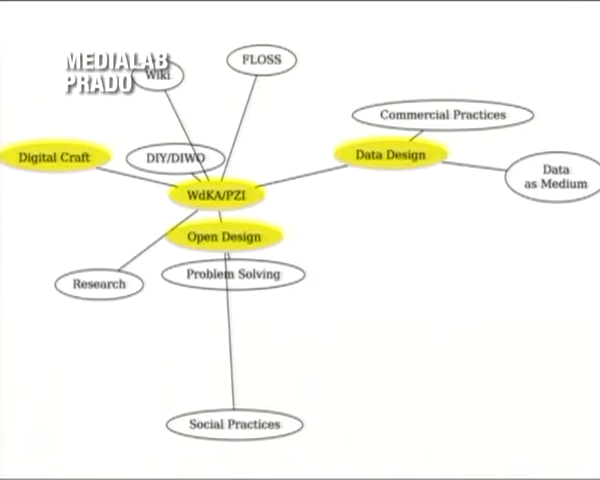 MEDIALAB
PRADO
Wiki
FLOSS
Commercial Practices
Digital Craft
DIY/DIWO
Data Design
Data
as Medium
WdKA/PZI
Open Design
Problem Solving
Research
Social Practices